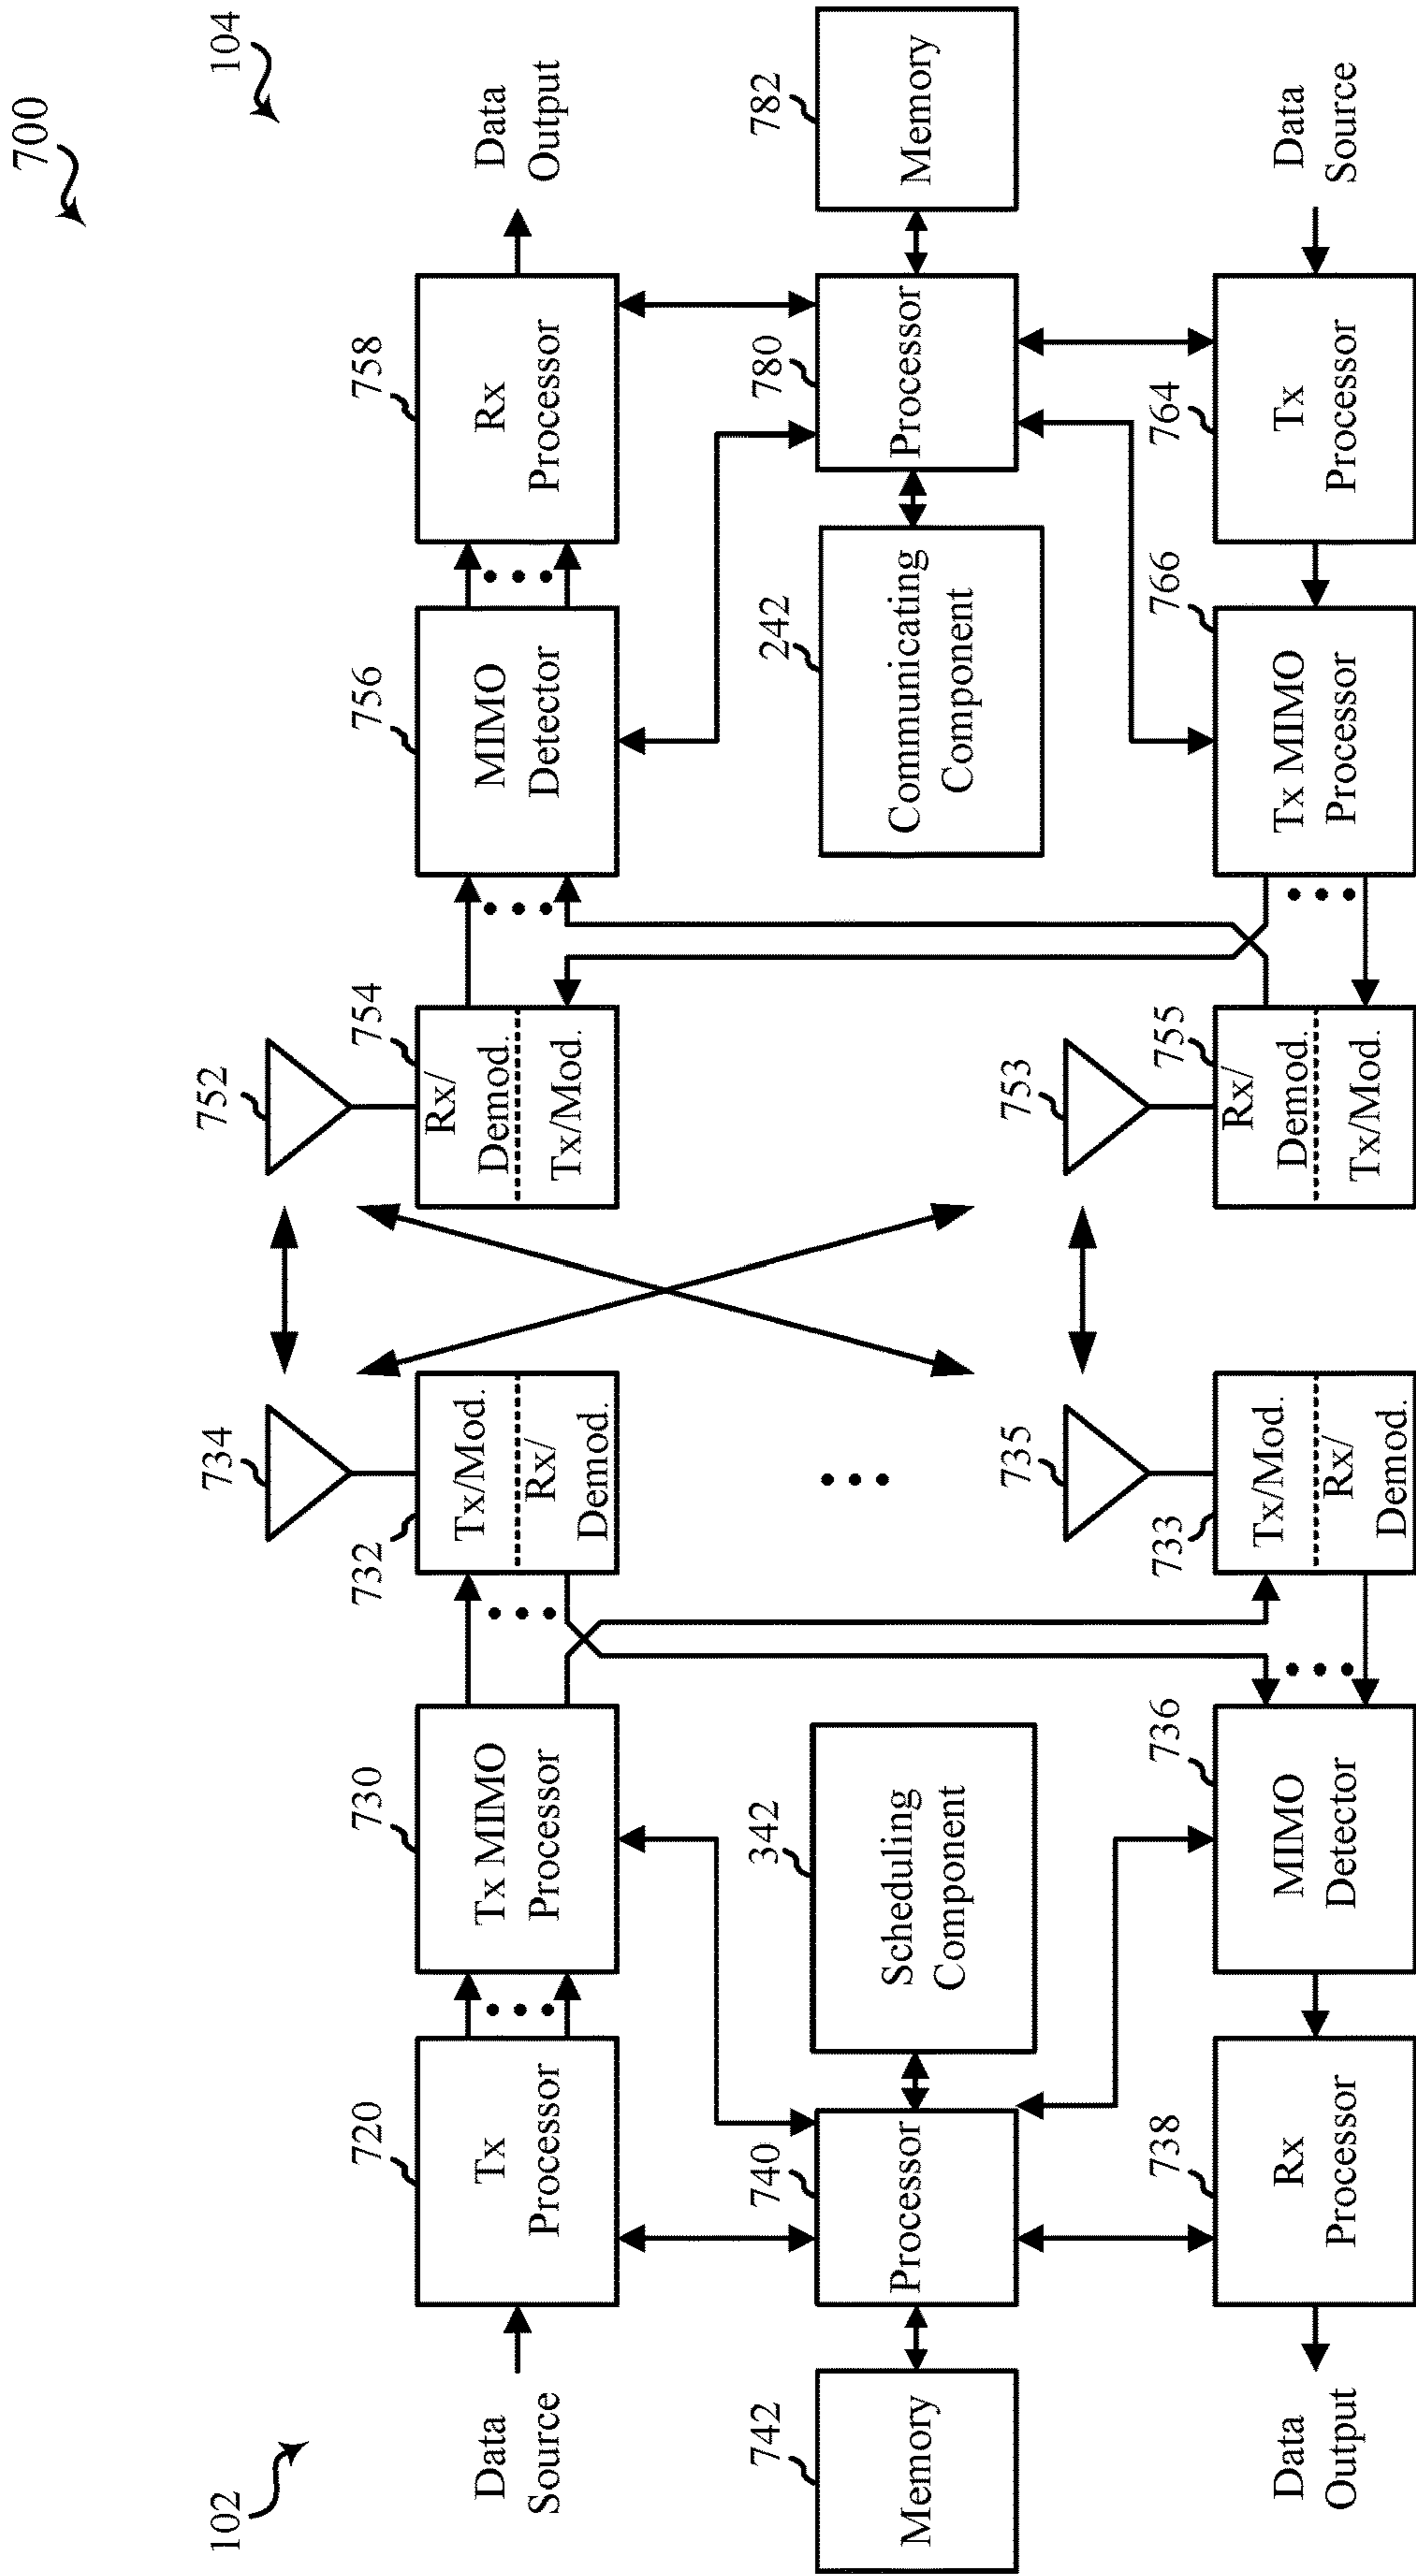 700
102
104
734
752
720
730
732
754
756
758
Data
Source
Tx
Processor
Tx MIMO
Processor
Tx/Mod.
Rx/
Demod.
Rx/
Demod.
Tx/Mod.
MIMO
Detector
Rx
Processor
Data
Output
742
740
342
242
780
782
Memory
Processor
Scheduling
Component
Communicating
Component
Processor
Memory
735
753
738
736
733
755
766
764
Data
Output
Rx
Processor
MIMO
Detector
Tx/Mod.
Rx/
Demod.
Rx/
Demod.
Tx/Mod.
Tx MIMO
Processor
Tx
Processor
Data
Source